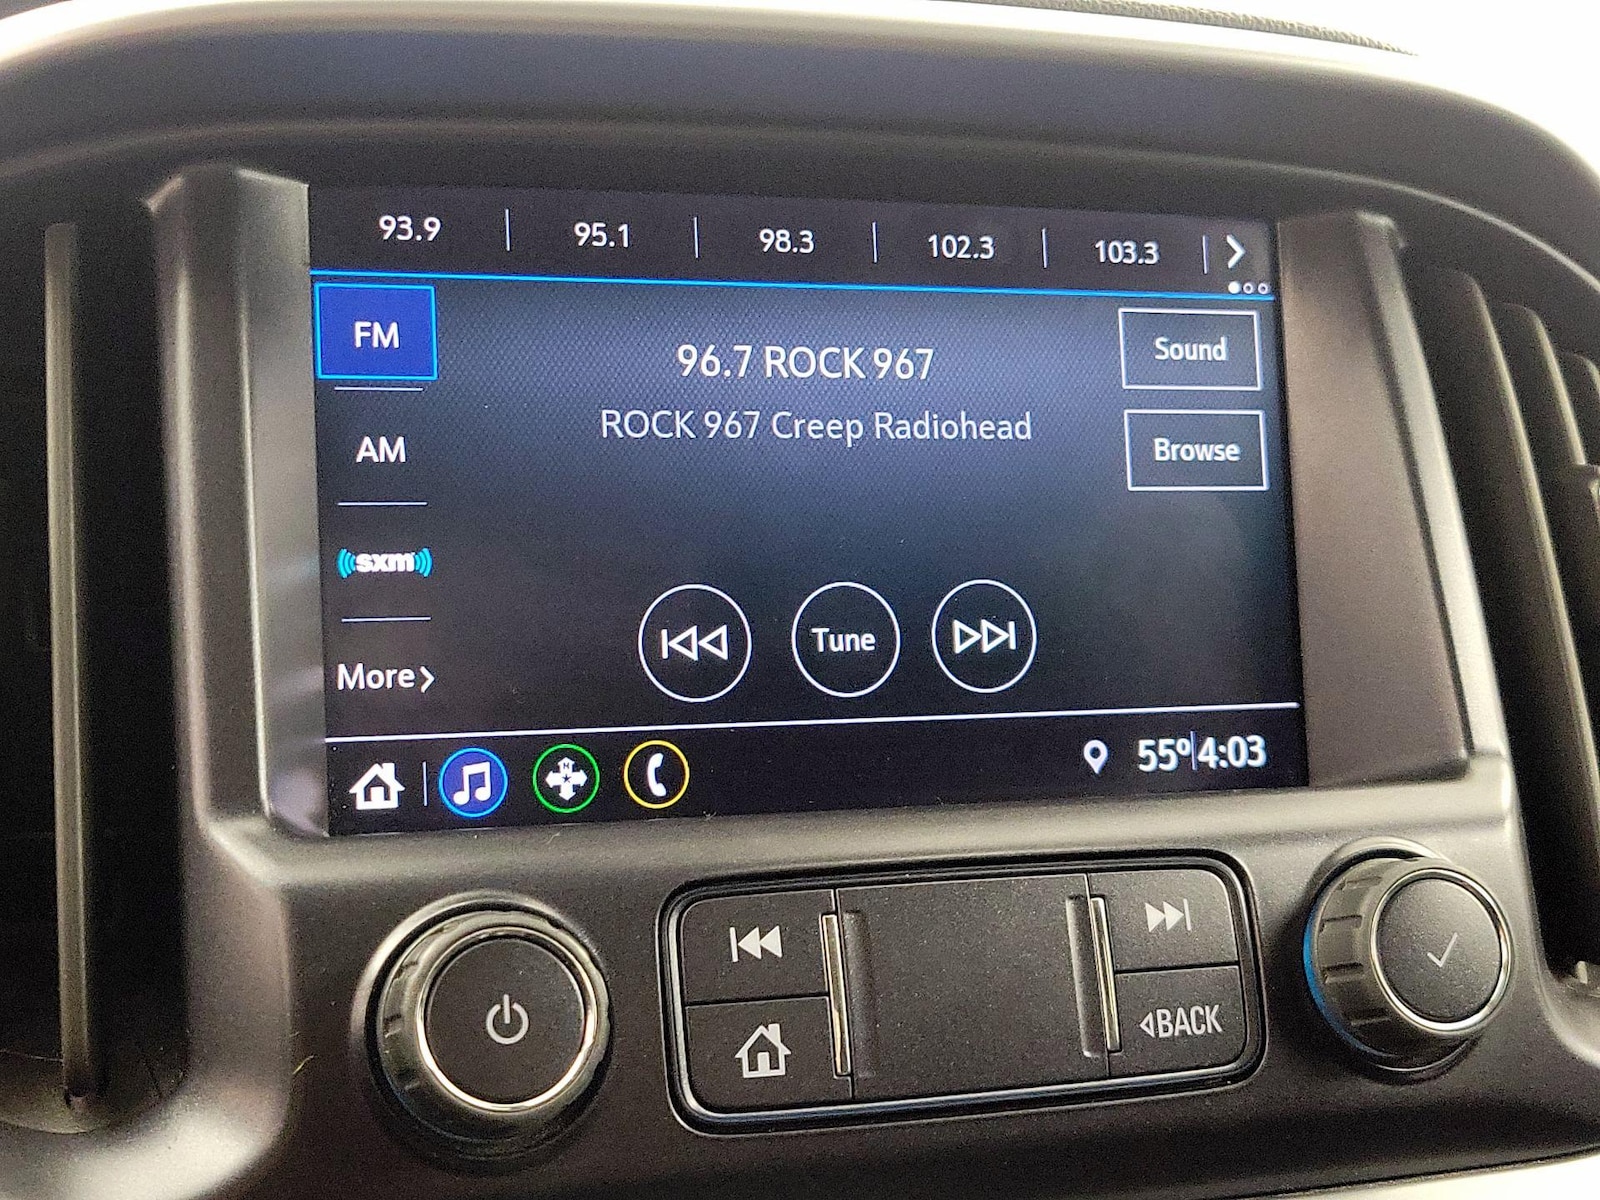 93.9 | 95.1 | 98.3 | 102.3 | 103.3 |
FM
96.7 ROCK 967
Sound
ROCK 967 Creep Radiohead
AM
Browse
sxm
Tune
More
N
55°|4:03
BACK